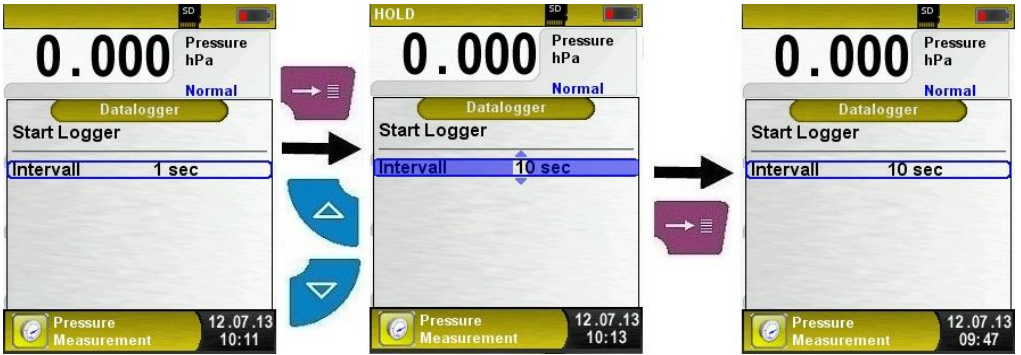 SD
0.000
Pressure
hPa
Normal
Datalogger
Start Logger
Intervall 1 sec
Pressure
Measurement
12.07.13
10:11
HOLD
SD
0.000
Pressure
hPa
Normal
Datalogger
Start Logger
Intervall 10 sec
Pressure
Measurement
12.07.13
10:13
SD
0.000
Pressure
hPa
Normal
Datalogger
Start Logger
Intervall 10 sec
Pressure
Measurement
12.07.13
09:47